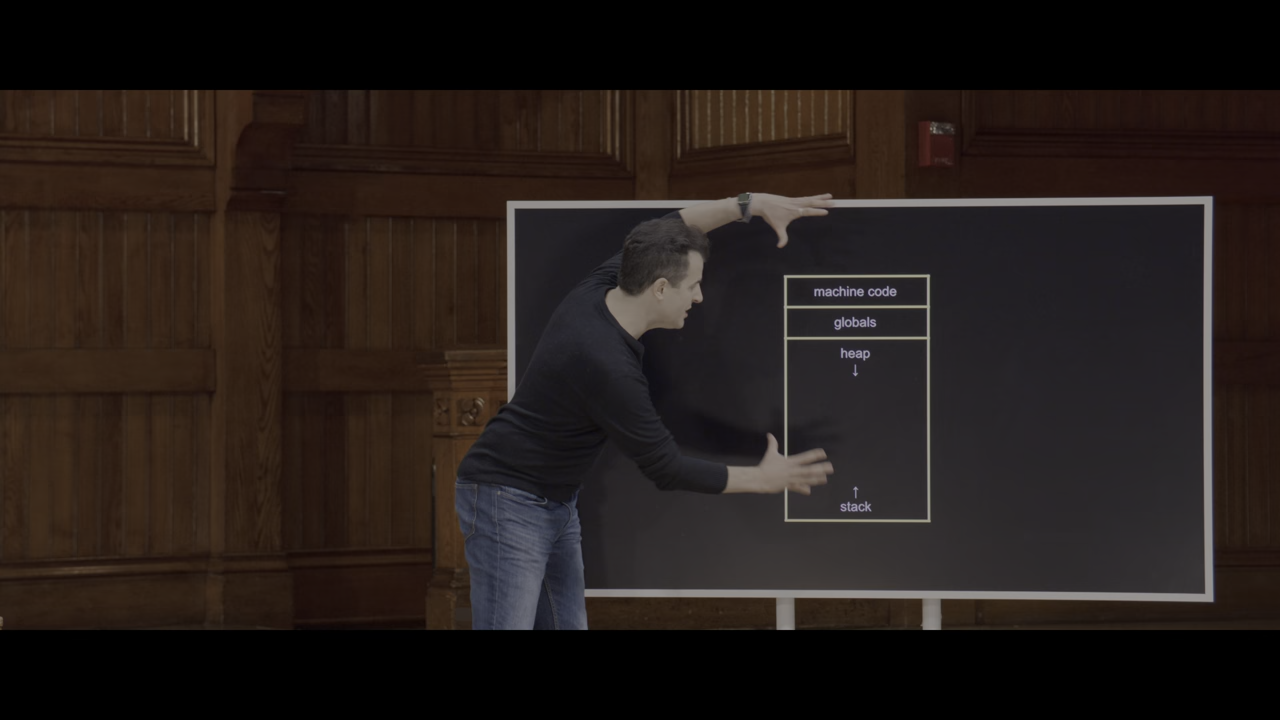 machine code
globals
heap
↓
↑
stack